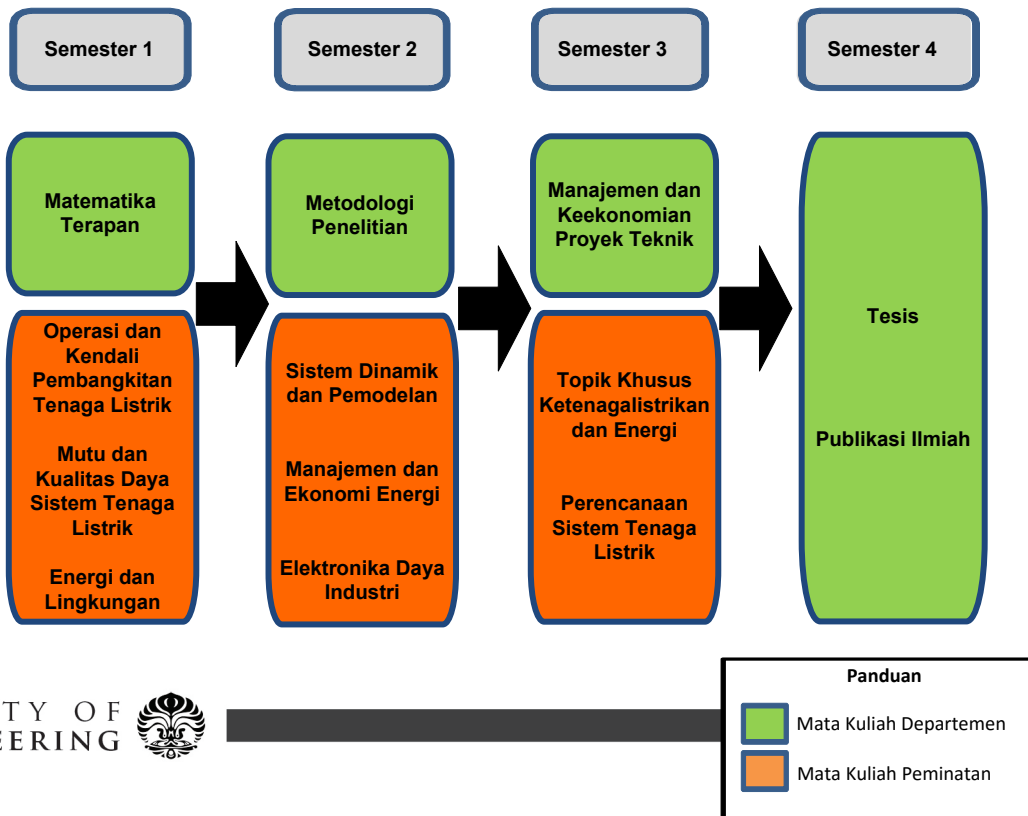 Semester 1
Semester 2
Semester 3
Semester 4
Matematika
Terapan
Metodologi
Penelitian
Manajemen dan
Keekonomian
Proyek Teknik
Operasi dan
Kendali
Pembangkitan
Tenaga Listrik
Mutu dan
Kualitas Daya
Sistem Tenaga
Listrik
Energi dan
Lingkungan
Sistem Dinamik
dan Pemodelan
Manajemen dan
Ekonomi Energi
Elektronika Daya
Industri
Topik Khusus
Ketenagalistrikan
dan Energi
Perencanaan
Sistem Tenaga
Listrik
Tesis
Publikasi Ilmiah
TY OF
EERING
Panduan
Mata Kuliah Departemen
Mata Kuliah Peminatan